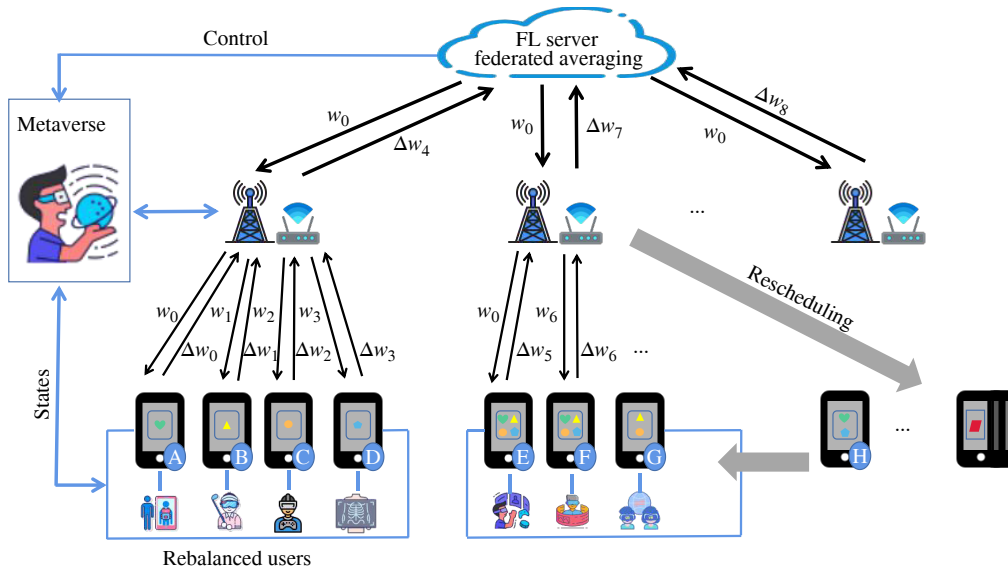 Control
FL server
federated averaging
Metaverse
w₀
Δw₄
w₀
Δw₇
Δw₈
w₀
...
Rescheduling
w₀
w₁
w₂
w₃
Δw₀
Δw₁
Δw₂
Δw₃
w₀
w₆
Δw₅
Δw₆
...
States
A
B
C
D
E
F
G
H
...
Rebalanced users